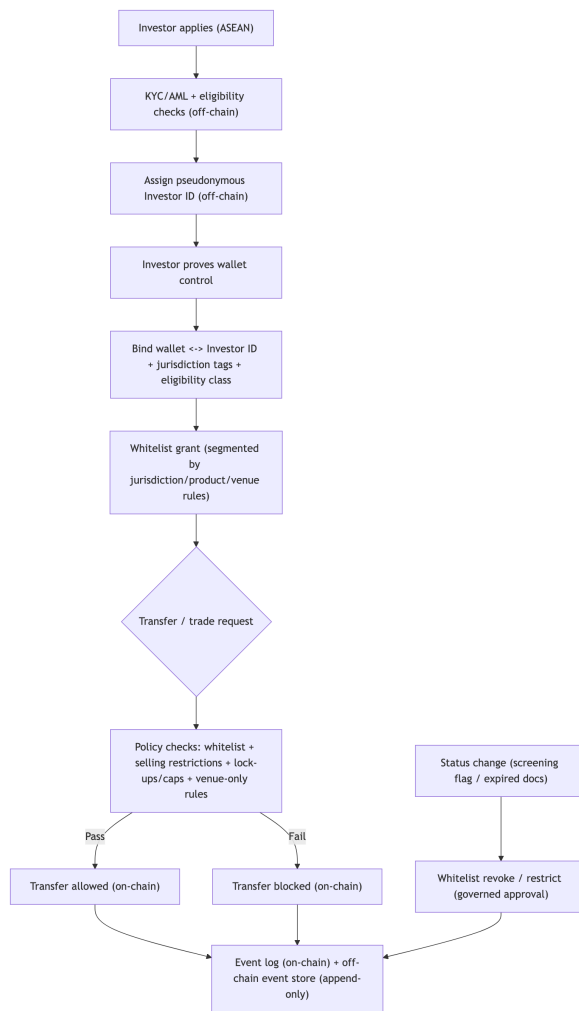 Investor applies (ASEAN)
KYC/AML + eligibility
checks (off-chain)
Assign pseudonymous
Investor ID (off-chain)
Investor proves wallet
control
Bind wallet <-> Investor ID
+ jurisdiction tags +
eligibility class
Whitelist grant (segmented
by
jurisdiction/product/venue
rules)
Transfer / trade request
Policy checks: whitelist +
selling restrictions + lock-
ups/caps + venue-only
rules
Status change (screening
flag / expired docs)
Pass
Fail
Transfer allowed (on-chain)
Transfer blocked (on-chain)
Whitelist revoke / restrict
(governed approval)
Event log (on-chain) + off-
chain event store (append-
only)